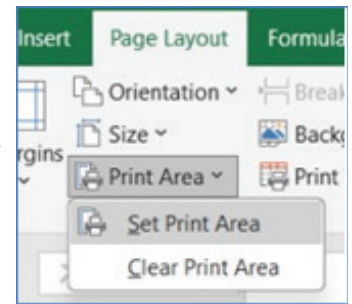 Insert Page Layout Formula
Orientation Break
Size Backg
rgins
Print Area Print
Set Print Area
Clear Print Area